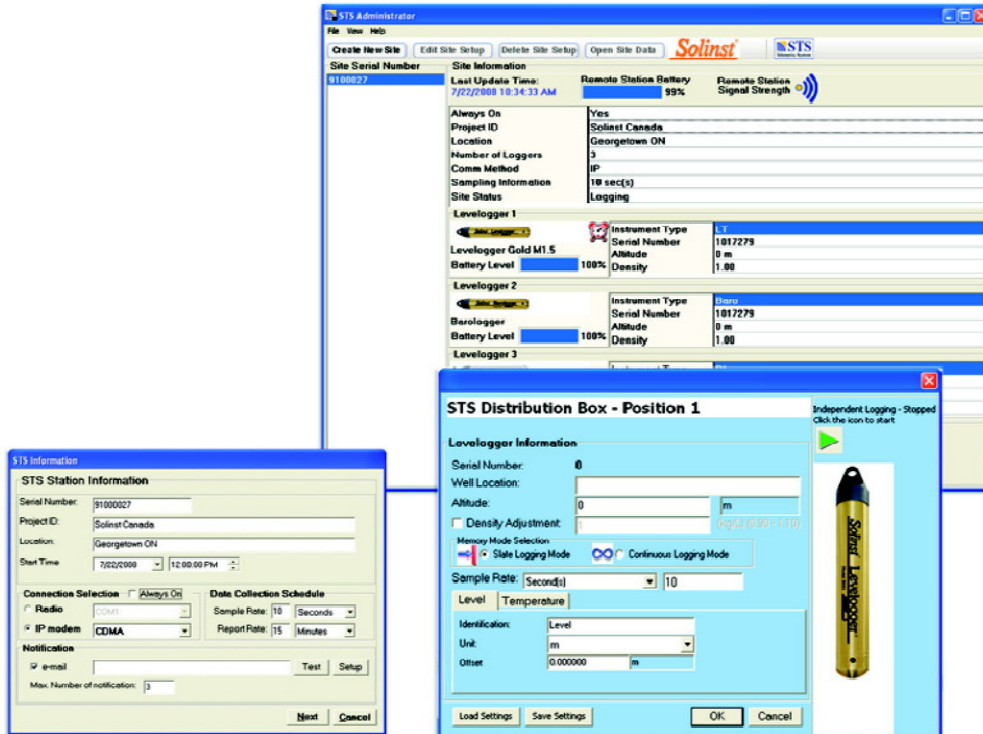 STS Administrator
File View Help
Create New Site Edit Site Setup Delete Site Setup Open Site Data Solinst STS
Site Serial Number
9100027
Site Information
Last Update Time: Remote Station Battery Remote Station
7/22/2008 10:34:33 AM 99% Signal Strength
Always On Yes
Project ID Solinst Canada
Location Georgetown ON
Number of Loggers 3
Comm Method IP
Sampling Information 10 sec(s)
Site Status Logging
Levelogger 1
Levelogger Gold M1.5
Battery Level 100%
Instrument Type LT
Serial Number 1017279
Altitude 0 m
Density 1.00
Levelogger 2
Barologger
Battery Level 100%
Instrument Type Baro
Serial Number 1017279
Altitude 0 m
Density 1.00
Levelogger 3
STS Distribution Box - Position 1
Independent Logging - Stopped
Click the icon to start
Levelogger Information
Serial Number: 0
Well Location:
Altitude: 0 m
Density Adjustment: 1
Memory Mode Selection
Slate Logging Mode Continuous Logging Mode
Sample Rate: Second(s) 10
Level Temperature
Identification: Level
Unit: m
Offset 0.000000 m
Load Settings Save Settings OK Cancel
Solinst Levelogger
STS Information
STS Station Information
Serial Number: 9100027
Project ID: Solinst Canada
Location: Georgetown ON
Start Time 7/22/2008 12:00:00 PM
Connection Selection Always On
Radio COM1
IP modem CDMA
Data Collection Schedule
Sample Rate: 10 Seconds
Report Rate: 15 Minutes
Notification
e-mail Test Setup
Max. Number of notification: 3
Next Cancel